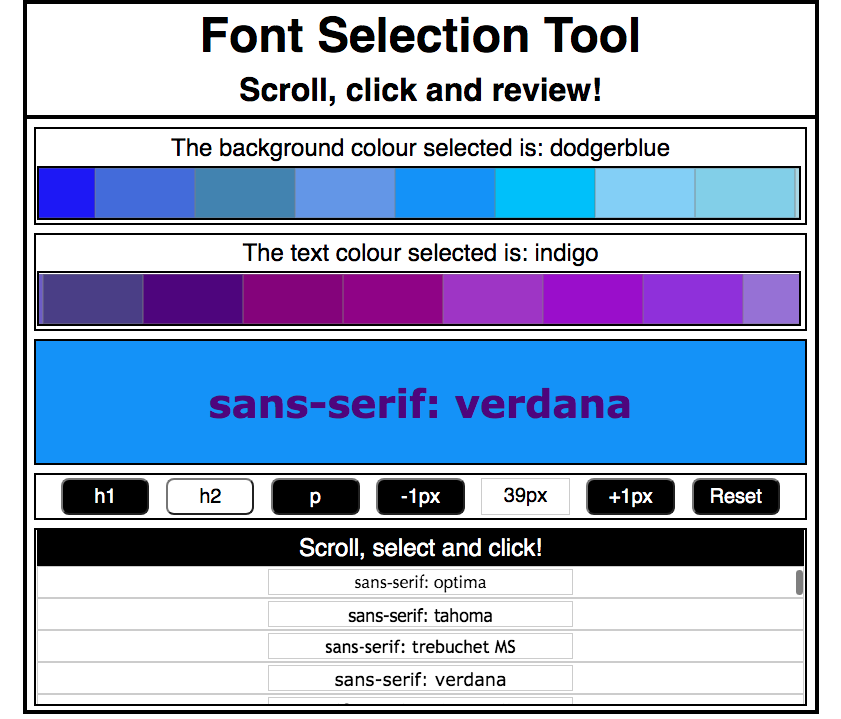 Font Selection Tool
Scroll, click and review!
The background colour selected is: dodgerblue
The text colour selected is: indigo
sans-serif: verdana
h1 h2 p -1px 39px +1px Reset
Scroll, select and click!
sans-serif: optima
sans-serif: tahoma
sans-serif: trebuchet MS
sans-serif: verdana